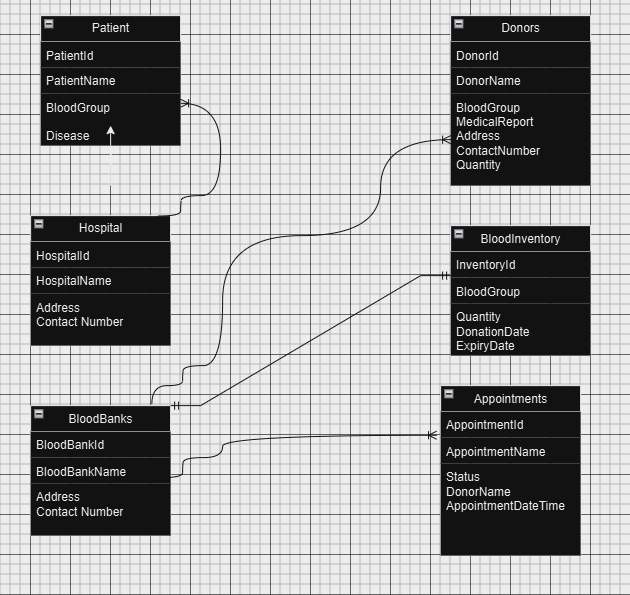 Patient
PatientId
PatientName
BloodGroup
Disease
Donors
DonorId
DonorName
BloodGroup
MedicalReport
Address
ContactNumber
Quantity
Hospital
HospitalId
HospitalName
Address
Contact Number
BloodInventory
InventoryId
BloodGroup
Quantity
DonationDate
ExpiryDate
BloodBanks
BloodBankId
BloodBankName
Address
Contact Number
Appointments
AppointmentId
AppointmentName
Status
DonorName
AppointmentDateTime